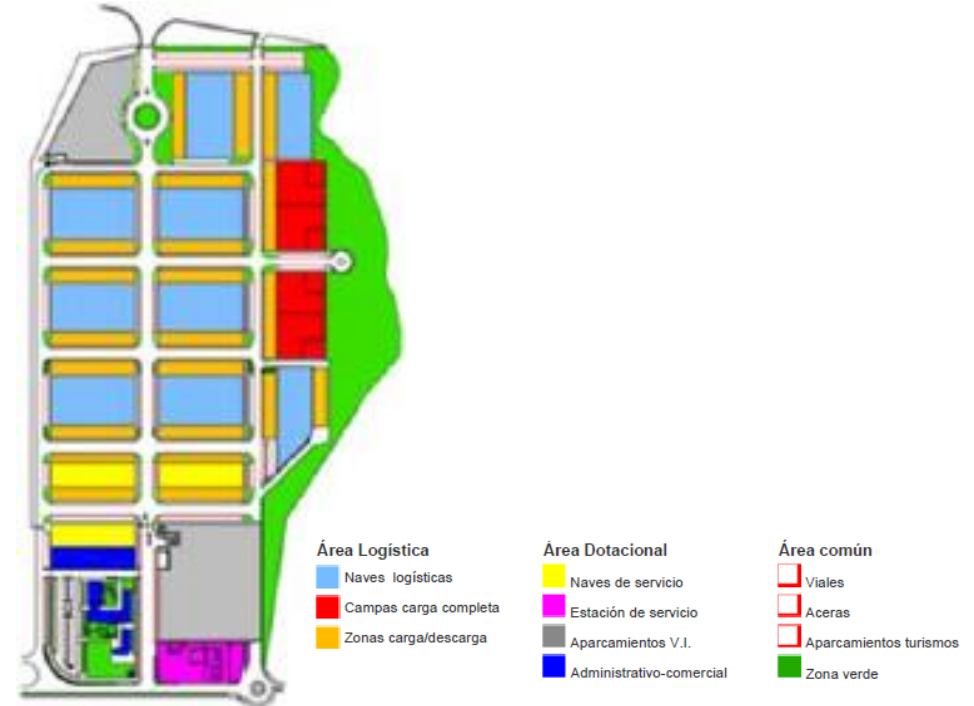 Área Logística
Naves logísticas
Campas carga completa
Zonas carga/descarga
Área Dotacional
Naves de servicio
Estación de servicio
Aparcamientos V.I.
Administrativo-comercial
Área común
Viales
Aceras
Aparcamientos turismos
Zona verde